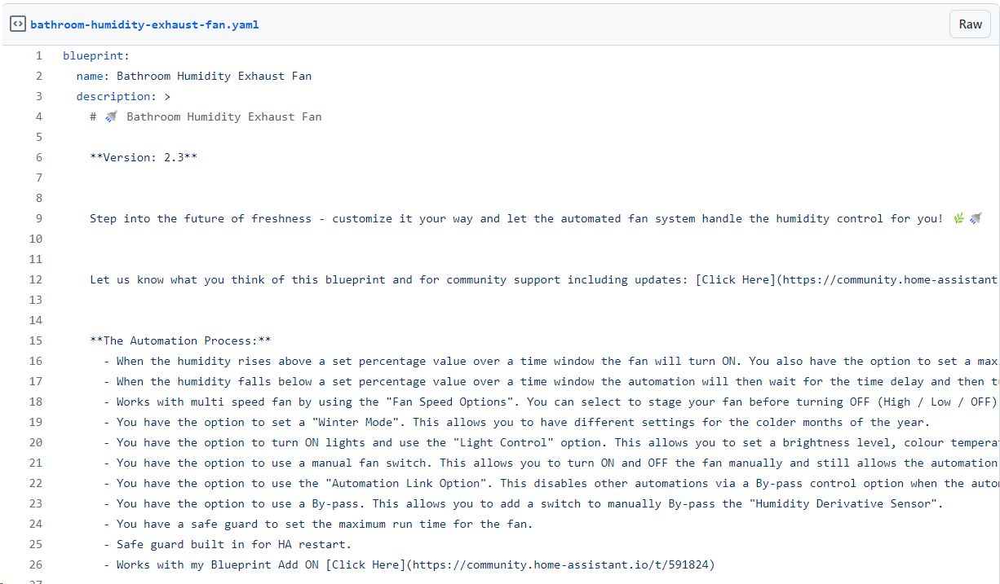 bathroom-humidity-exhaust-fan.yaml
Raw
1 blueprint:
2 name: Bathroom Humidity Exhaust Fan
3 description: >
4 # 🚿 Bathroom Humidity Exhaust Fan
5
6 **Version: 2.3**
7
8
9 Step into the future of freshness - customize it your way and let the automated fan system handle the humidity control for you! 🌿 🚿
10
11
12 Let us know what you think of this blueprint and for community support including updates: [Click Here](https://community.home-assistant
13
14
15 **The Automation Process:**
16 - When the humidity rises above a set percentage value over a time window the fan will turn ON. You also have the option to set a max
17 - When the humidity falls below a set percentage value over a time window the automation will then wait for the time delay and then
18 - Works with multi speed fan by using the "Fan Speed Options". You can select to stage your fan before turning OFF (High / Low / OFF)
19 - You have the option to set a "Winter Mode". This allows you to have different settings for the colder months of the year.
20 - You have the option to turn ON lights and use the "Light Control" option. This allows you to set a brightness level, colour tempera
21 - You have the option to use a manual fan switch. This allows you to turn ON and OFF the fan manually and still allows the automation
22 - You have the option to use the "Automation Link Option". This disables other automations via a By-pass control option when the auto
23 - You have the option to use a By-pass. This allows you to add a switch to manually By-pass the "Humidity Derivative Sensor".
24 - You have a safe guard to set the maximum run time for the fan.
25 - Safe guard built in for HA restart.
26 - Works with my Blueprint Add ON [Click Here](https://community.home-assistant.io/t/591824)
27